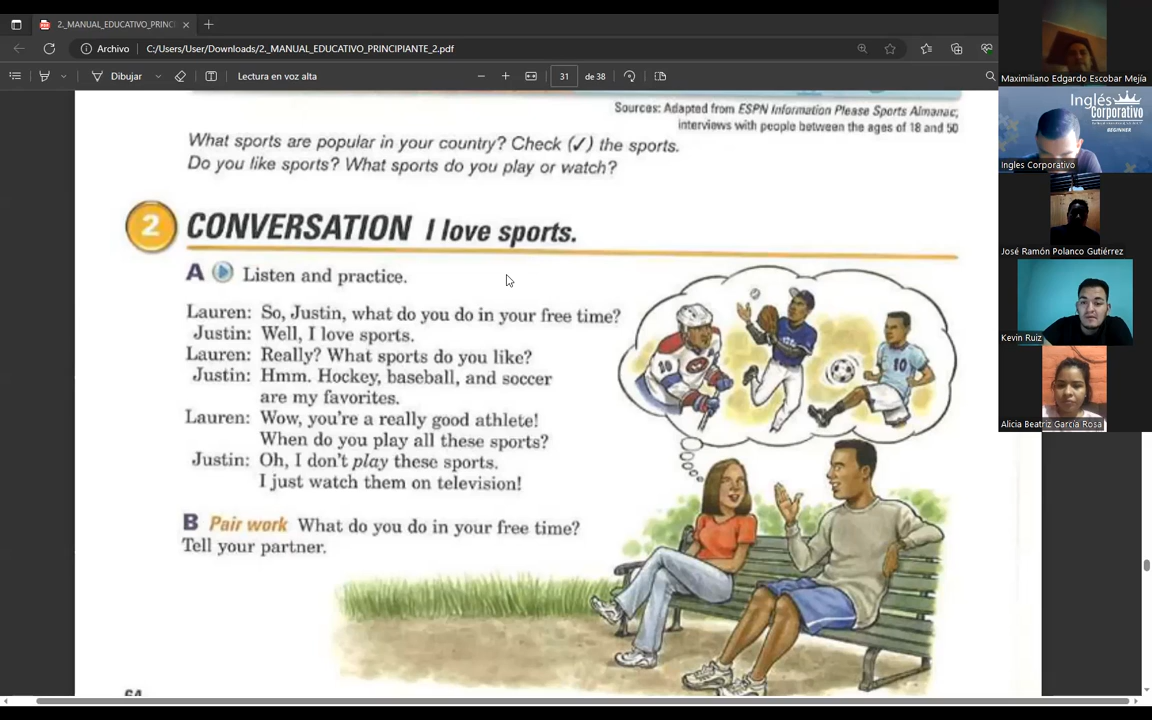 2._MANUAL_EDUCATIVO_PRINC
Archivo C:/Users/User/Downloads/2._MANUAL_EDUCATIVO_PRINCIPIANTE_2.pdf
Dibujar Lectura en voz alta 31 de 38
Sources: Adapted from ESPN Information Please Sports Almanac;
interviews with people between the ages of 18 and 50
What sports are popular in your country? Check (✓) the sports.
Do you like sports? What sports do you play or watch?
2 CONVERSATION I love sports.
A Listen and practice.
Lauren: So, Justin, what do you do in your free time?
Justin: Well, I love sports.
Lauren: Really? What sports do you like?
Justin: Hmm. Hockey, baseball, and soccer
are my favorites.
Lauren: Wow, you're a really good athlete!
When do you play all these sports?
Justin: Oh, I don't play these sports.
I just watch them on television!
B Pair work What do you do in your free time?
Tell your partner.
10
10
64
Maximiliano Edgardo Escobar Mejía
Inglés
Corporativo
BEGINNER
Ingles Corporativo
José Ramón Polanco Gutiérrez
Kevin Ruiz
Alicia Beatriz García Rosa